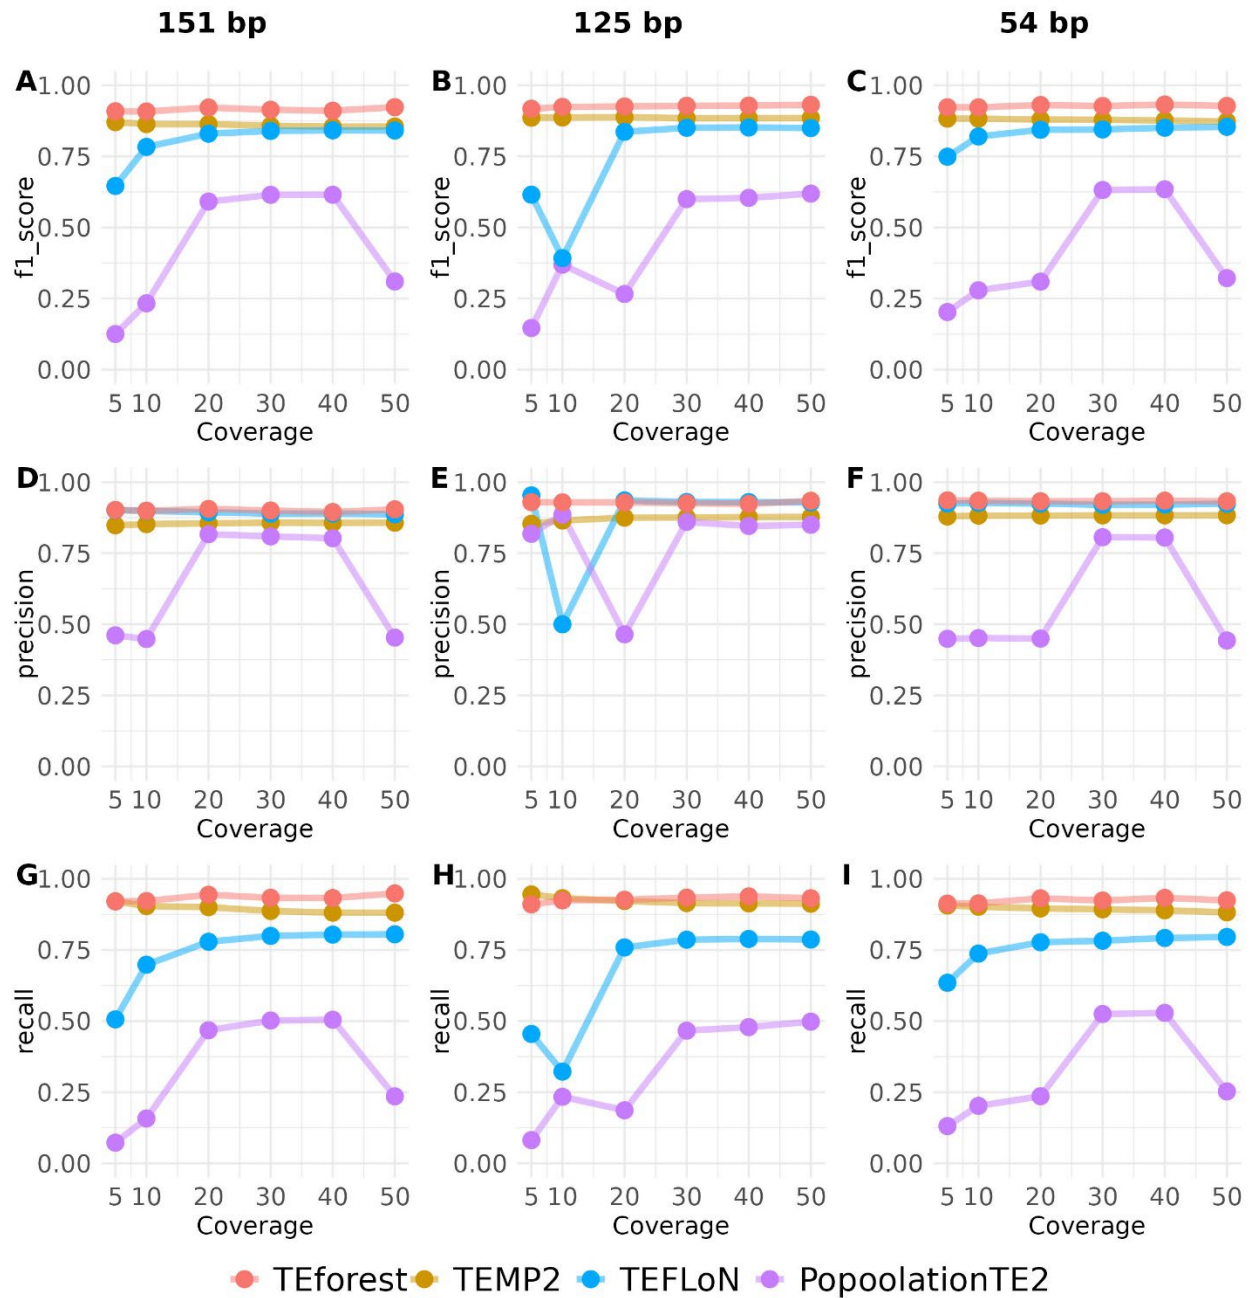 151 bp 125 bp 54 bp
A B C
1.00 1.00 1.00
0.75 0.75 0.75
0.50 0.50 0.50
0.25 0.25 0.25
0.00 0.00 0.00
f1_score f1_score f1_score
5 10 20 30 40 50 5 10 20 30 40 50 5 10 20 30 40 50
Coverage Coverage Coverage
D E F
1.00 1.00 1.00
0.75 0.75 0.75
0.50 0.50 0.50
0.25 0.25 0.25
0.00 0.00 0.00
precision precision precision
5 10 20 30 40 50 5 10 20 30 40 50 5 10 20 30 40 50
Coverage Coverage Coverage
G H I
1.00 1.00 1.00
0.75 0.75 0.75
0.50 0.50 0.50
0.25 0.25 0.25
0.00 0.00 0.00
recall recall recall
5 10 20 30 40 50 5 10 20 30 40 50 5 10 20 30 40 50
Coverage Coverage Coverage
TEforest TEMP2 TEFLoN PopoolationTE2